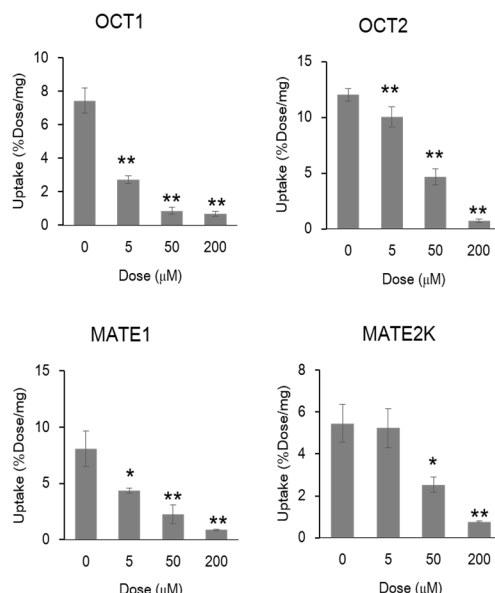 OCT1
Uptake (%Dose/mg)
10
8
6
4
2
0
**
**
**
0 5 50 200
Dose (μM)
OCT2
Uptake (%Dose/mg)
15
10
5
0
**
**
**
0 5 50 200
Dose (μM)
MATE1
Uptake (%Dose/mg)
15
10
5
0
*
**
**
0 5 50 200
Dose (μM)
MATE2K
Uptake (%Dose/mg)
8
6
4
2
0
*
**
0 5 50 200
Dose (μM)